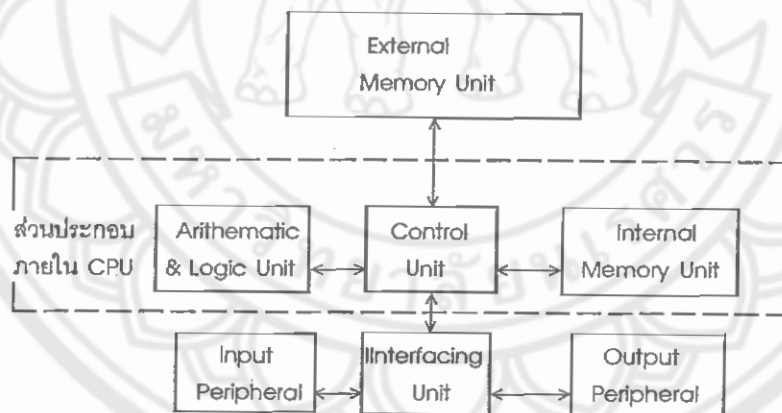 External
Memory Unit
ส่วนประกอบ
ภายใน CPU
Arithematic
& Logic Unit
Control
Unit
Internal
Memory Unit
Input
Peripheral
IInterfacing
Unit
Output
Peripheral